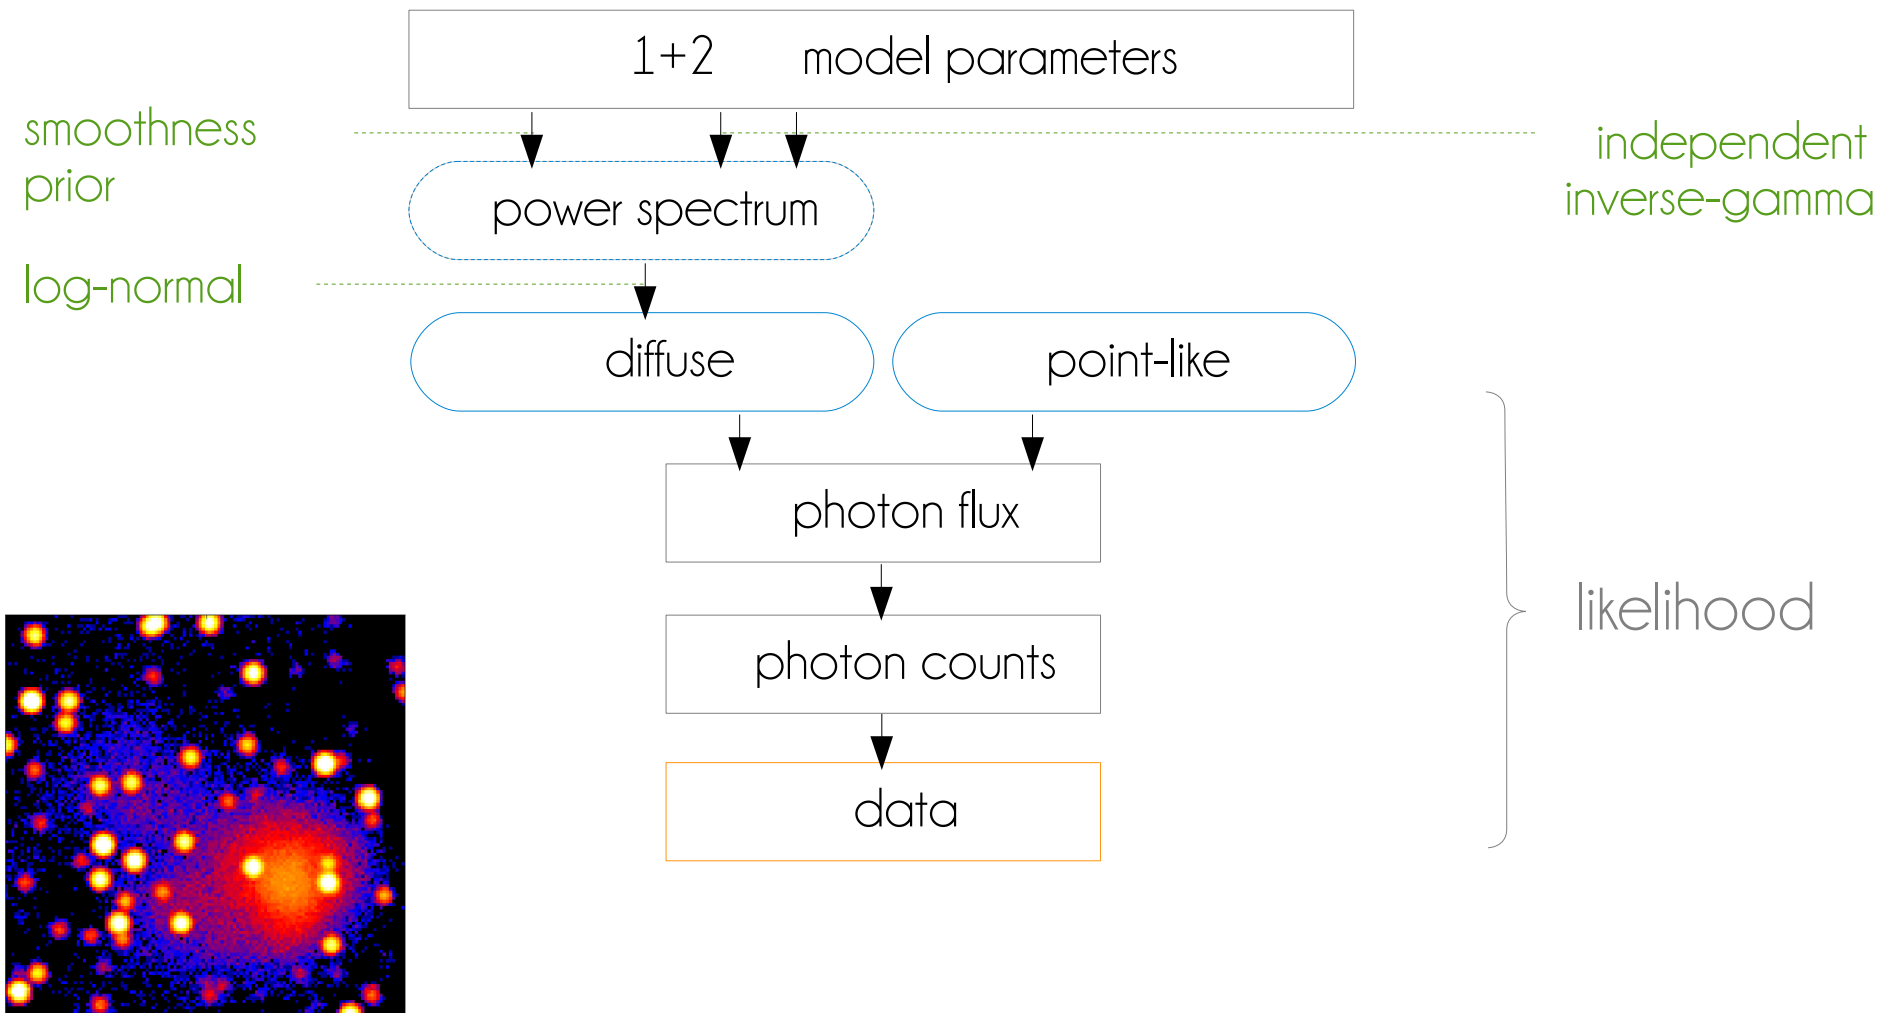 1+2 model parameters
smoothness
prior
independent
inverse-gamma
power spectrum
log-normal
diffuse
point-like
photon flux
likelihood
photon counts
data